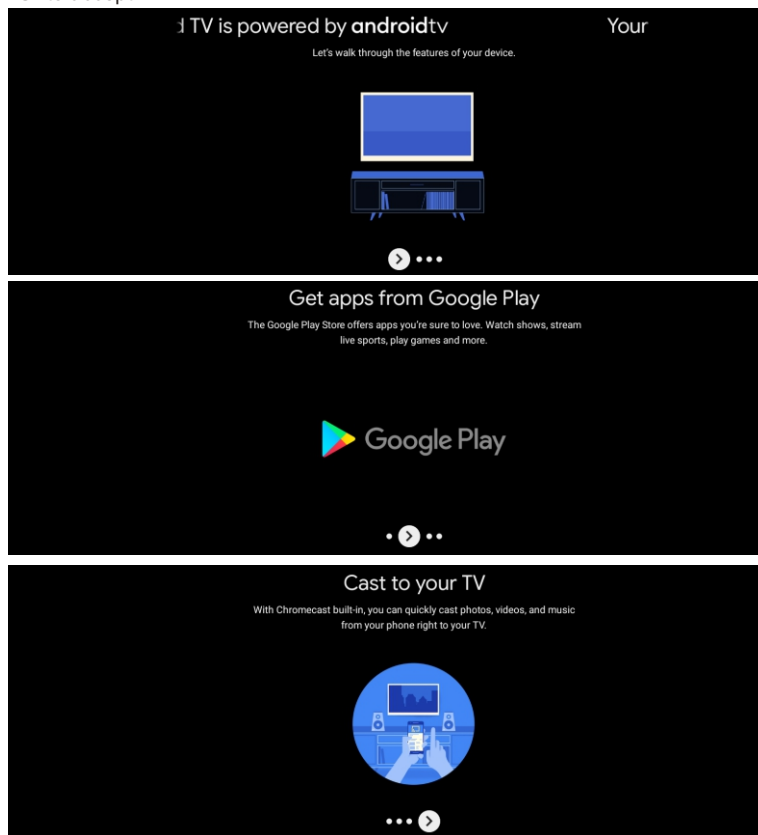 TV is powered by androidtv Your
Let's walk through the features of your device.
Get apps from Google Play
The Google Play Store offers apps you're sure to love. Watch shows, stream
live sports, play games and more.
Google Play
Cast to your TV
With Chromecast built-in, you can quickly cast photos, videos, and music
from your phone right to your TV.